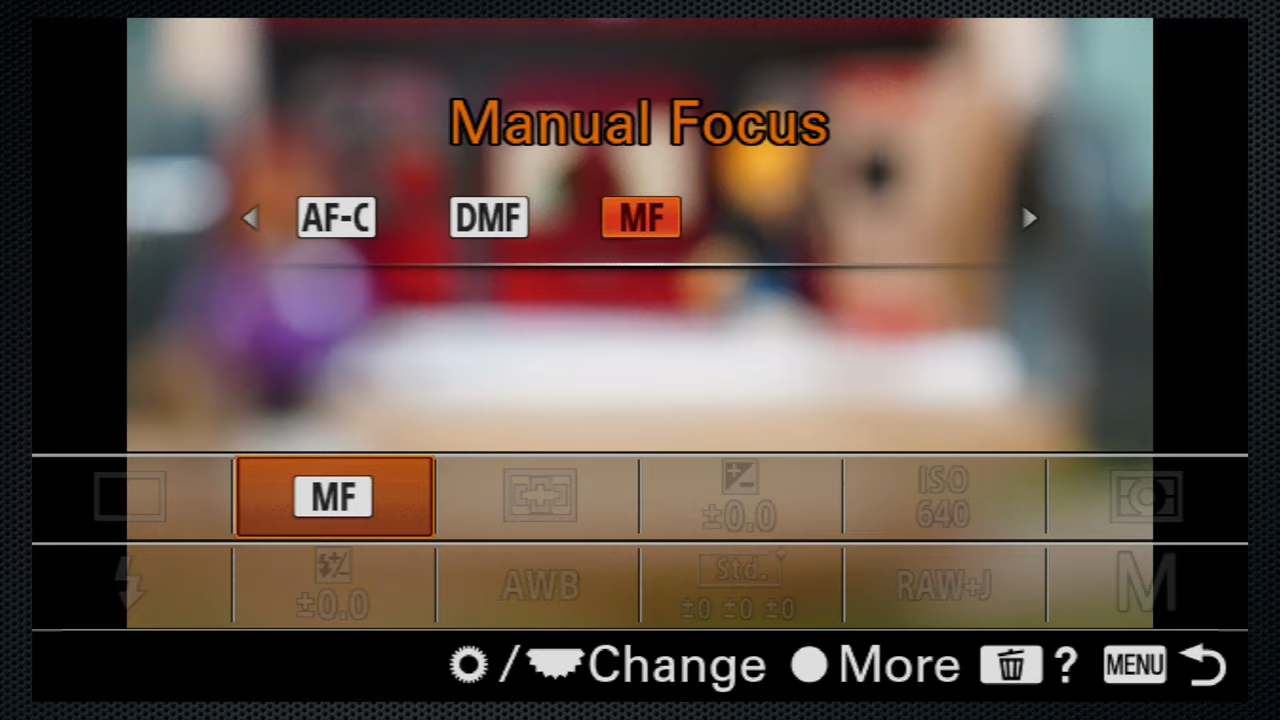 Manual Focus
AF-C DMF MF
MF ±0.0 ISO 640
±0.0 AWB Std. ±0 ±0 ±0 RAW+J M
/ Change More ? MENU